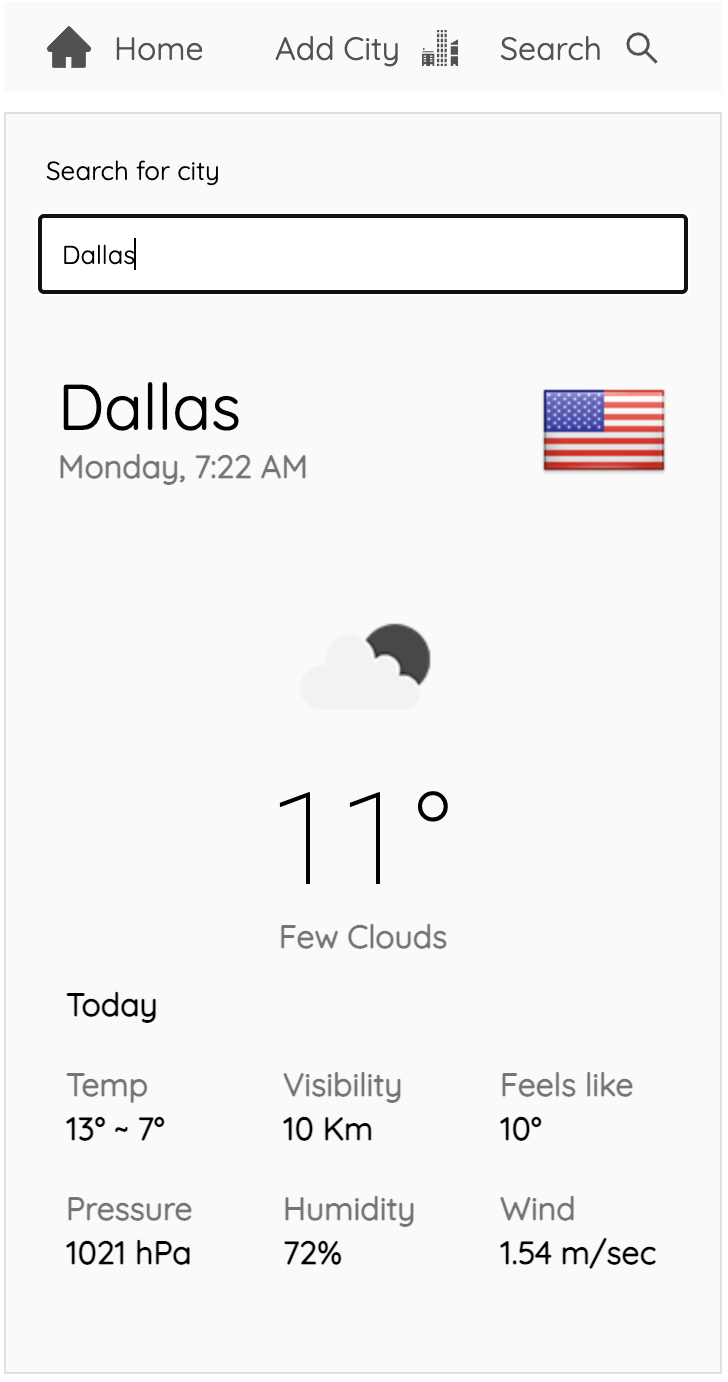 Home Add City Search
Search for city
Dallas
Dallas
Monday, 7:22 AM
11°
Few Clouds
Today
Temp Visibility Feels like
13° ~ 7° 10 Km 10°
Pressure Humidity Wind
1021 hPa 72% 1.54 m/sec